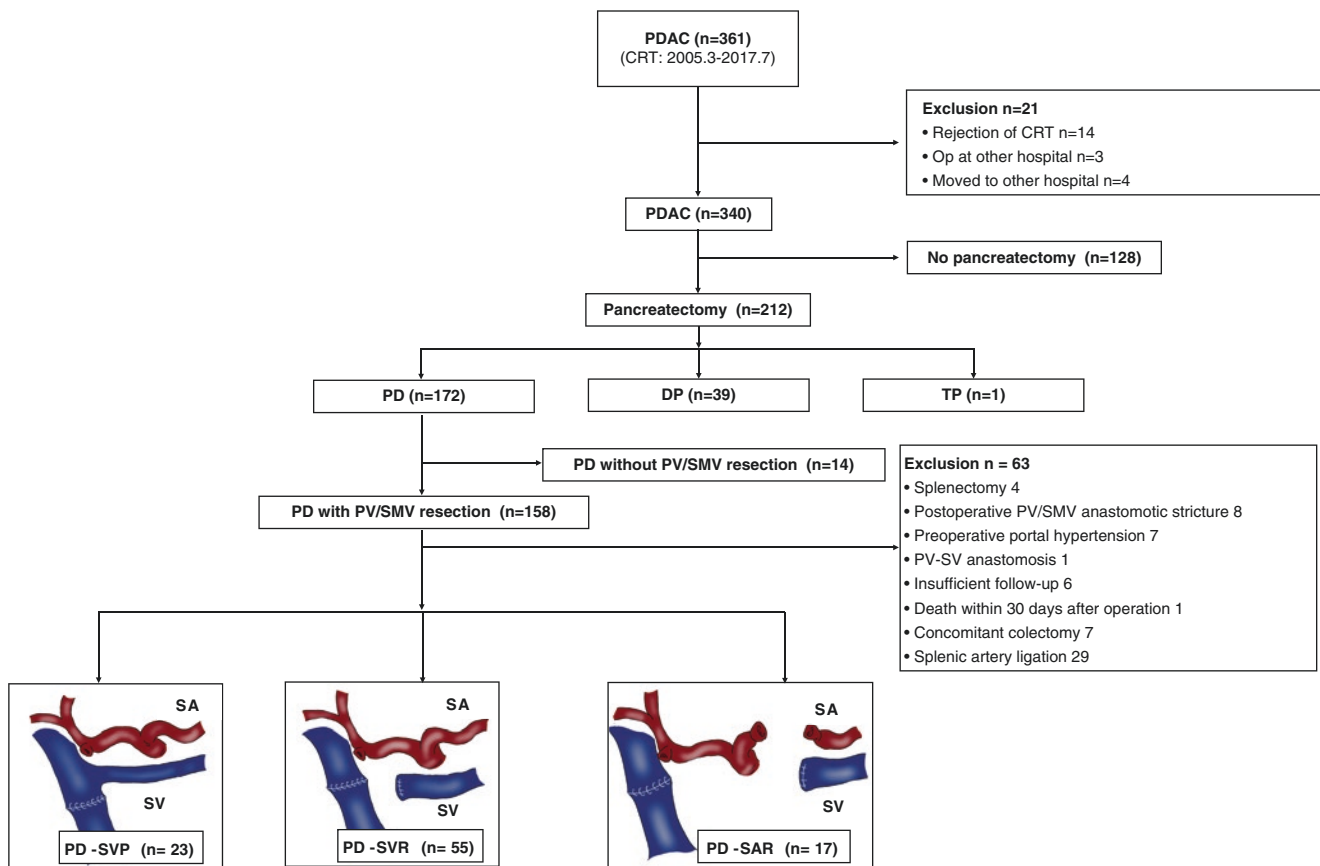 PDAC (n=361)
(CRT: 2005.3-2017.7)
Exclusion n=21
• Rejection of CRT n=14
• Op at other hospital n=3
• Moved to other hospital n=4
PDAC (n=340)
No pancreatectomy (n=128)
Pancreatectomy (n=212)
PD (n=172)
DP (n=39)
TP (n=1)
PD without PV/SMV resection (n=14)
PD with PV/SMV resection (n=158)
Exclusion n = 63
• Splenectomy 4
• Postoperative PV/SMV anastomotic stricture 8
• Preoperative portal hypertension 7
• PV-SV anastomosis 1
• Insufficient follow-up 6
• Death within 30 days after operation 1
• Concomitant colectomy 7
• Splenic artery ligation 29
SA
SV
PD -SVP (n= 23)
SA
SV
PD -SVR (n= 55)
SA
SV
PD -SAR (n= 17)